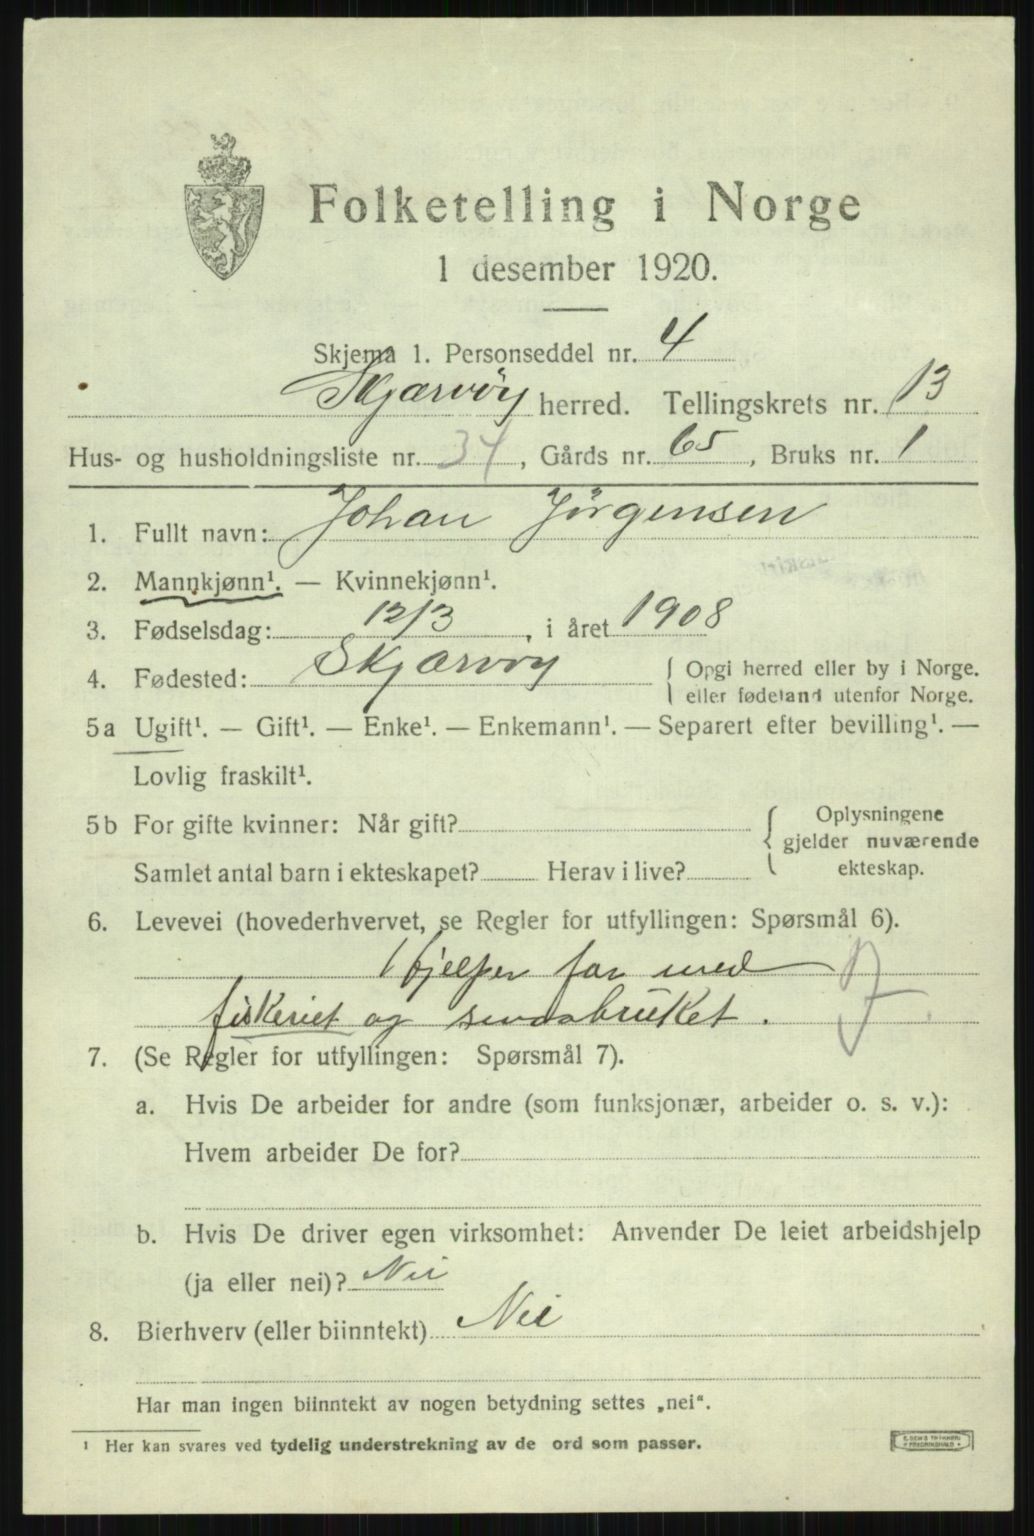 Folketelling i Norge
1 desember 1920.
Skjema 1. Personseddel nr. 4
Skjærvöy herred. Tellingskrets nr. 13
Hus- og husholdningsliste nr. 34, Gårds nr. 65, Bruks nr. 1
1. Fullt navn: Johan Jörgensen
2. Mannkjønn¹. — Kvinnekjønn¹.
3. Fødselsdag: 12/3, i året 1908
4. Fødested: Skjærvöy { Opgi herred eller by i Norge.
eller fødeland utenfor Norge.
5a Ugift¹. — Gift¹. — Enke¹. — Enkemann¹. — Separert efter bevilling¹. —
Lovlig fraskilt¹.
5b For gifte kvinner: Når gift? { Oplysningene
gjelder nuværende
Samlet antal barn i ekteskapet? Herav i live? ekteskap.
6. Levevei (hovederhvervet, se Regler for utfyllingen: Spørsmål 6).
Hjelper far med
fiskeriet og smaabruket.
7. (Se Regler for utfyllingen: Spørsmål 7).
a. Hvis De arbeider for andre (som funksjonær, arbeider o. s. v.):
Hvem arbeider De for?
b. Hvis De driver egen virksomhet: Anvender De leiet arbeidshjelp
(ja eller nei)? Nei
8. Bierhverv (eller biinntekt) Nei
Har man ingen biinntekt av nogen betydning settes „nei".
¹ Her kan svares ved tydelig understrekning av de ord som passer.